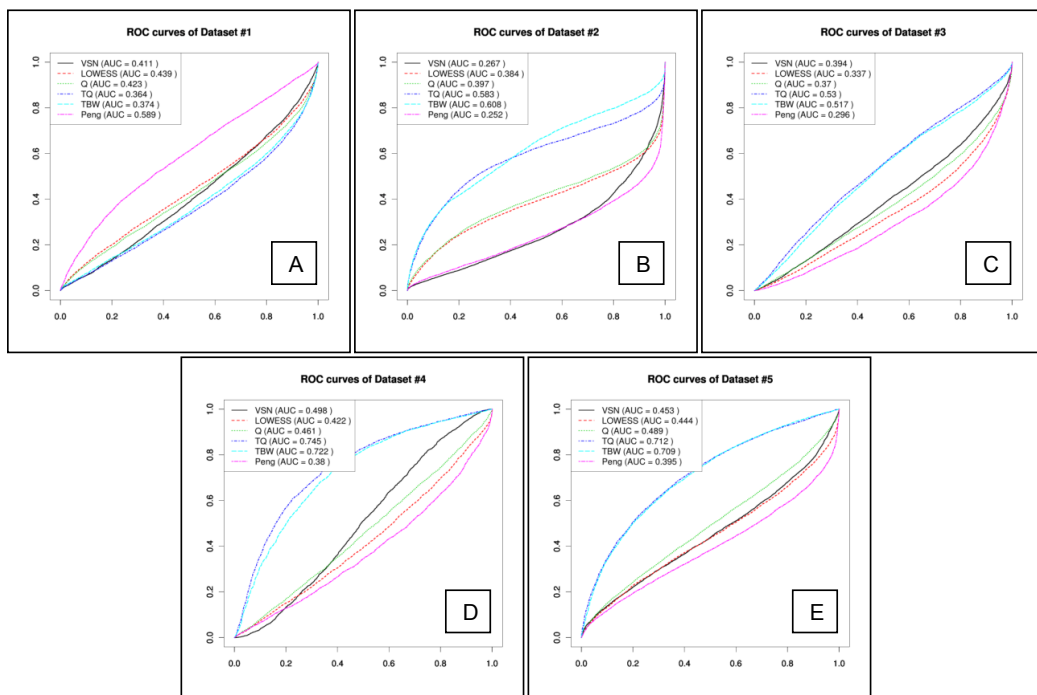 ROC curves of Dataset #1
VSN (AUC = 0.411 )
LOWESS (AUC = 0.439 )
Q (AUC = 0.423 )
TQ (AUC = 0.364 )
TBW (AUC = 0.374 )
Peng (AUC = 0.589 )
1.0
0.8
0.6
0.4
0.2
0.0
0.0 0.2 0.4 0.6 0.8 1.0
A
ROC curves of Dataset #2
VSN (AUC = 0.267 )
LOWESS (AUC = 0.384 )
Q (AUC = 0.397 )
TQ (AUC = 0.583 )
TBW (AUC = 0.608 )
Peng (AUC = 0.252 )
1.0
0.8
0.6
0.4
0.2
0.0
0.0 0.2 0.4 0.6 0.8 1.0
B
ROC curves of Dataset #3
VSN (AUC = 0.394 )
LOWESS (AUC = 0.337 )
Q (AUC = 0.37 )
TQ (AUC = 0.53 )
TBW (AUC = 0.517 )
Peng (AUC = 0.296 )
1.0
0.8
0.6
0.4
0.2
0.0
0.0 0.2 0.4 0.6 0.8 1.0
C
ROC curves of Dataset #4
VSN (AUC = 0.498 )
LOWESS (AUC = 0.422 )
Q (AUC = 0.461 )
TQ (AUC = 0.745 )
TBW (AUC = 0.722 )
Peng (AUC = 0.38 )
1.0
0.8
0.6
0.4
0.2
0.0
0.0 0.2 0.4 0.6 0.8 1.0
D
ROC curves of Dataset #5
VSN (AUC = 0.453 )
LOWESS (AUC = 0.444 )
Q (AUC = 0.489 )
TQ (AUC = 0.712 )
TBW (AUC = 0.709 )
Peng (AUC = 0.395 )
1.0
0.8
0.6
0.4
0.2
0.0
0.0 0.2 0.4 0.6 0.8 1.0
E